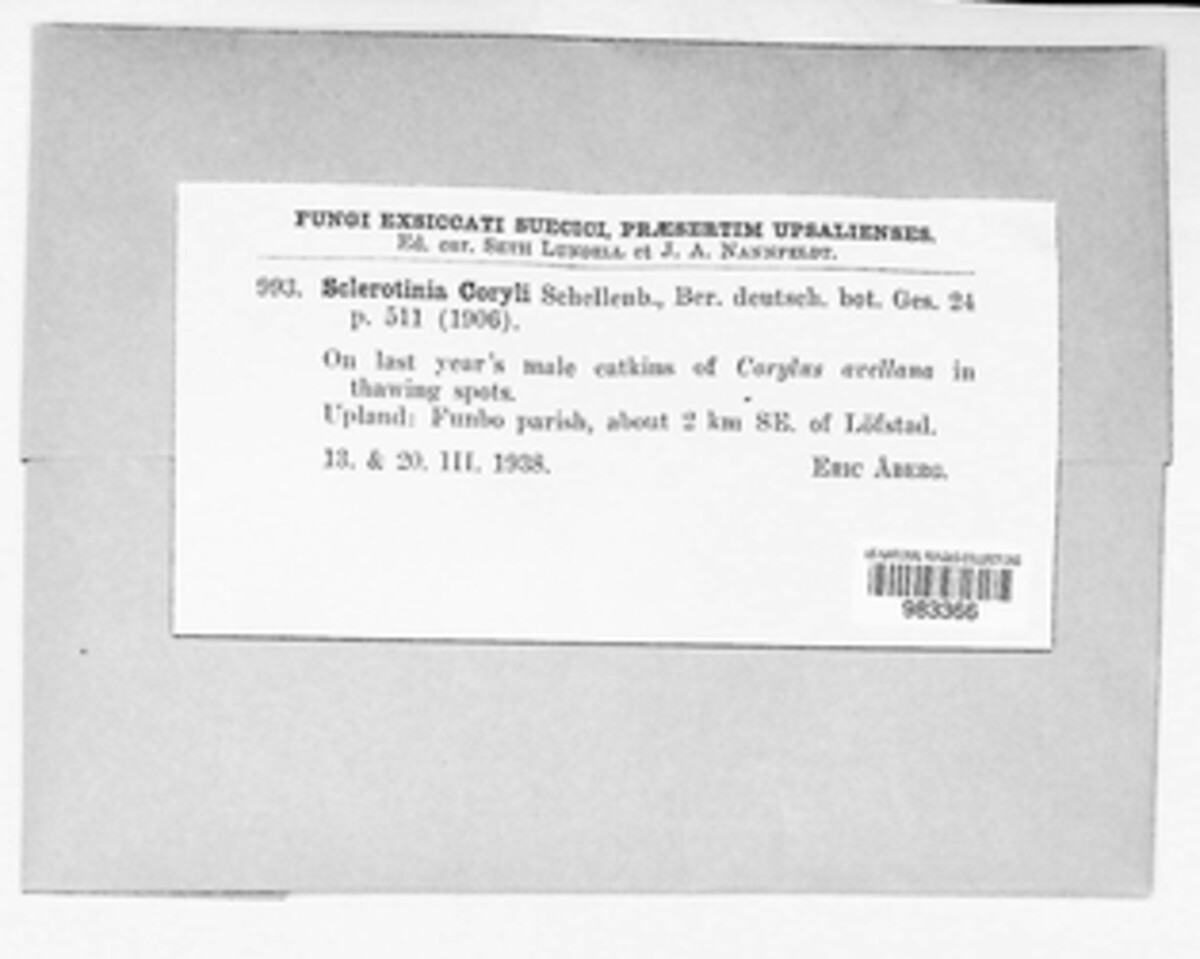 FUNGI EXSICCATI SUECICI, PRÆSERTIM UPSALIENSES.
Ed. cur. SETH LUNDELL et J. A. NANNFELDT.
993. Sclerotinia Coryli Schellenb., Ber. deutsch. bot. Ges. 24
p. 511 (1906).
On last year's male catkins of Corylus avellana in
thawing spots.
Upland: Funbo parish, about 2 km SE. of Löfstad.
13. & 20. III. 1938. ERIC ÅBERG.
983366